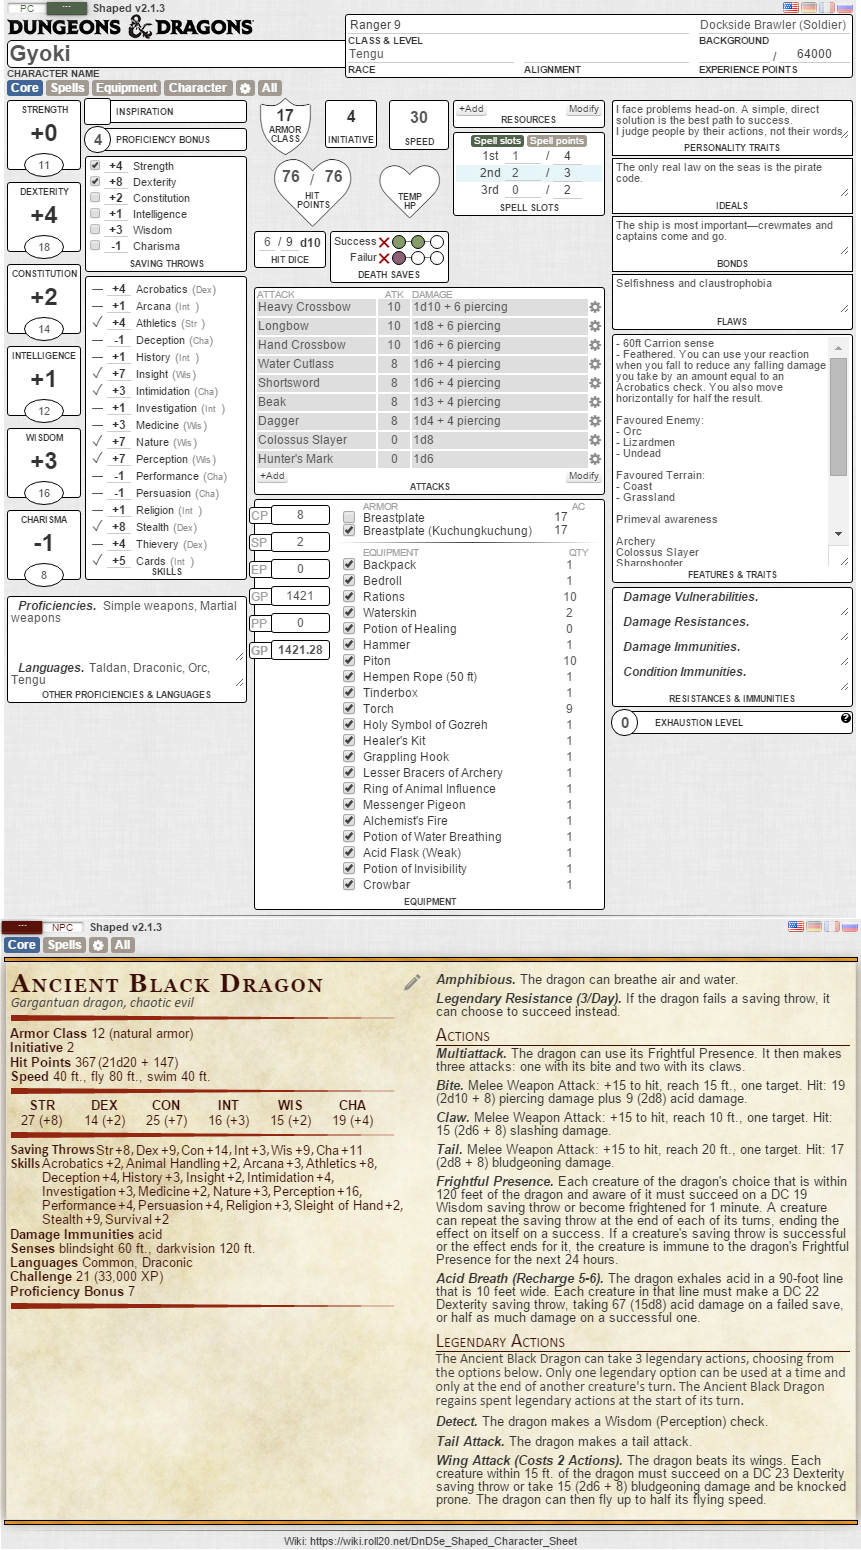 PC --- Shaped v2.1.3
DUNGEONS & DRAGONS
Gyoki
CHARACTER NAME
Ranger 9 Dockside Brawler (Soldier)
CLASS & LEVEL BACKGROUND
Tengu / 64000
RACE ALIGNMENT EXPERIENCE POINTS
Core Spells Equipment Character All
STRENGTH
+0
11
DEXTERITY
+4
18
CONSTITUTION
+2
14
INTELLIGENCE
+1
12
WISDOM
+3
16
CHARISMA
-1
8
INSPIRATION
4 PROFICIENCY BONUS
+4 Strength
+8 Dexterity
+2 Constitution
+1 Intelligence
+3 Wisdom
-1 Charisma
SAVING THROWS
— +4 Acrobatics (Dex)
— +1 Arcana (Int )
✓ +4 Athletics (Str )
— -1 Deception (Cha)
— +1 History (Int )
✓ +7 Insight (Wis)
✓ +3 Intimidation (Cha)
— +1 Investigation (Int )
— +3 Medicine (Wis)
✓ +7 Nature (Wis)
✓ +7 Perception (Wis)
— -1 Performance (Cha)
— -1 Persuasion (Cha)
— +1 Religion (Int )
✓ +8 Stealth (Dex)
— +4 Thievery (Dex)
✓ +5 Cards (Int )
SKILLS
Proficiencies. Simple weapons, Martial
weapons
Languages. Taldan, Draconic, Orc,
Tengu
OTHER PROFICIENCIES & LANGUAGES
17
ARMOR
CLASS
4
INITIATIVE
30
SPEED
76 / 76
HIT
POINTS
TEMP
HP
6 / 9 d10
HIT DICE
Success
Failur
DEATH SAVES
+Add Modify
RESOURCES
Spell slots Spell points
1st 1 / 4
2nd 2 / 3
3rd 0 / 2
SPELL SLOTS
ATTACK ATK DAMAGE
Heavy Crossbow 10 1d10 + 6 piercing
Longbow 10 1d8 + 6 piercing
Hand Crossbow 10 1d6 + 6 piercing
Water Cutlass 8 1d6 + 4 piercing
Shortsword 8 1d6 + 4 piercing
Beak 8 1d3 + 4 piercing
Dagger 8 1d4 + 4 piercing
Colossus Slayer 0 1d8
Hunter's Mark 0 1d6
+Add Modify
ATTACKS
CP 8
SP 2
EP 0
GP 1421
PP 0
GP 1421.28
ARMOR AC
Breastplate 17
Breastplate (Kuchungkuchung) 17
EQUIPMENT QTY
Backpack 1
Bedroll 1
Rations 10
Waterskin 2
Potion of Healing 0
Hammer 1
Piton 10
Hempen Rope (50 ft) 1
Tinderbox 1
Torch 9
Holy Symbol of Gozreh 1
Healer's Kit 1
Grappling Hook 1
Lesser Bracers of Archery 1
Ring of Animal Influence 1
Messenger Pigeon 1
Alchemist's Fire 1
Potion of Water Breathing 1
Acid Flask (Weak) 1
Potion of Invisibility 1
Crowbar 1
EQUIPMENT
I face problems head-on. A simple, direct
solution is the best path to success.
I judge people by their actions, not their words
PERSONALITY TRAITS
The only real law on the seas is the pirate
code.
IDEALS
The ship is most important—crewmates and
captains come and go.
BONDS
Selfishness and claustrophobia
FLAWS
- 60ft Carrion sense
- Feathered. You can use your reaction
when you fall to reduce any falling damage
you take by an amount equal to an
Acrobatics check. You also move
horizontally for half the result.
Favoured Enemy:
- Orc
- Lizardmen
- Undead
Favoured Terrain:
- Coast
- Grassland
Primeval awareness
Archery
Colossus Slayer
Sharpshooter
FEATURES & TRAITS
Damage Vulnerabilities.
Damage Resistances.
Damage Immunities.
Condition Immunities.
RESISTANCES & IMMUNITIES
0 EXHAUSTION LEVEL ?
--- NPC Shaped v2.1.3
Core Spells All
ANCIENT BLACK DRAGON
Gargantuan dragon, chaotic evil
Armor Class 12 (natural armor)
Initiative 2
Hit Points 367 (21d20 + 147)
Speed 40 ft., fly 80 ft., swim 40 ft.
STR DEX CON INT WIS CHA
27 (+8) 14 (+2) 25 (+7) 16 (+3) 15 (+2) 19 (+4)
Saving Throws Str +8, Dex +9, Con +14, Int +3, Wis +9, Cha +11
Skills Acrobatics +2, Animal Handling +2, Arcana +3, Athletics +8,
Deception +4, History +3, Insight +2, Intimidation +4,
Investigation +3, Medicine +2, Nature +3, Perception +16,
Performance +4, Persuasion +4, Religion +3, Sleight of Hand +2,
Stealth +9, Survival +2
Damage Immunities acid
Senses blindsight 60 ft., darkvision 120 ft.
Languages Common, Draconic
Challenge 21 (33,000 XP)
Proficiency Bonus 7
Amphibious. The dragon can breathe air and water.
Legendary Resistance (3/Day). If the dragon fails a saving throw, it
can choose to succeed instead.
ACTIONS
Multiattack. The dragon can use its Frightful Presence. It then makes
three attacks: one with its bite and two with its claws.
Bite. Melee Weapon Attack: +15 to hit, reach 15 ft., one target. Hit: 19
(2d10 + 8) piercing damage plus 9 (2d8) acid damage.
Claw. Melee Weapon Attack: +15 to hit, reach 10 ft., one target. Hit:
15 (2d6 + 8) slashing damage.
Tail. Melee Weapon Attack: +15 to hit, reach 20 ft., one target. Hit: 17
(2d8 + 8) bludgeoning damage.
Frightful Presence. Each creature of the dragon's choice that is within
120 feet of the dragon and aware of it must succeed on a DC 19
Wisdom saving throw or become frightened for 1 minute. A creature
can repeat the saving throw at the end of each of its turns, ending the
effect on itself on a success. If a creature's saving throw is successful
or the effect ends for it, the creature is immune to the dragon's Frightful
Presence for the next 24 hours.
Acid Breath (Recharge 5-6). The dragon exhales acid in a 90-foot line
that is 10 feet wide. Each creature in that line must make a DC 22
Dexterity saving throw, taking 67 (15d8) acid damage on a failed save,
or half as much damage on a successful one.
LEGENDARY ACTIONS
The Ancient Black Dragon can take 3 legendary actions, choosing from
the options below. Only one legendary option can be used at a time and
only at the end of another creature's turn. The Ancient Black Dragon
regains spent legendary actions at the start of its turn.
Detect. The dragon makes a Wisdom (Perception) check.
Tail Attack. The dragon makes a tail attack.
Wing Attack (Costs 2 Actions). The dragon beats its wings. Each
creature within 15 ft. of the dragon must succeed on a DC 23 Dexterity
saving throw or take 15 (2d6 + 8) bludgeoning damage and be knocked
prone. The dragon can then fly up to half its flying speed.
Wiki: https://wiki.roll20.net/DnD5e_Shaped_Character_Sheet